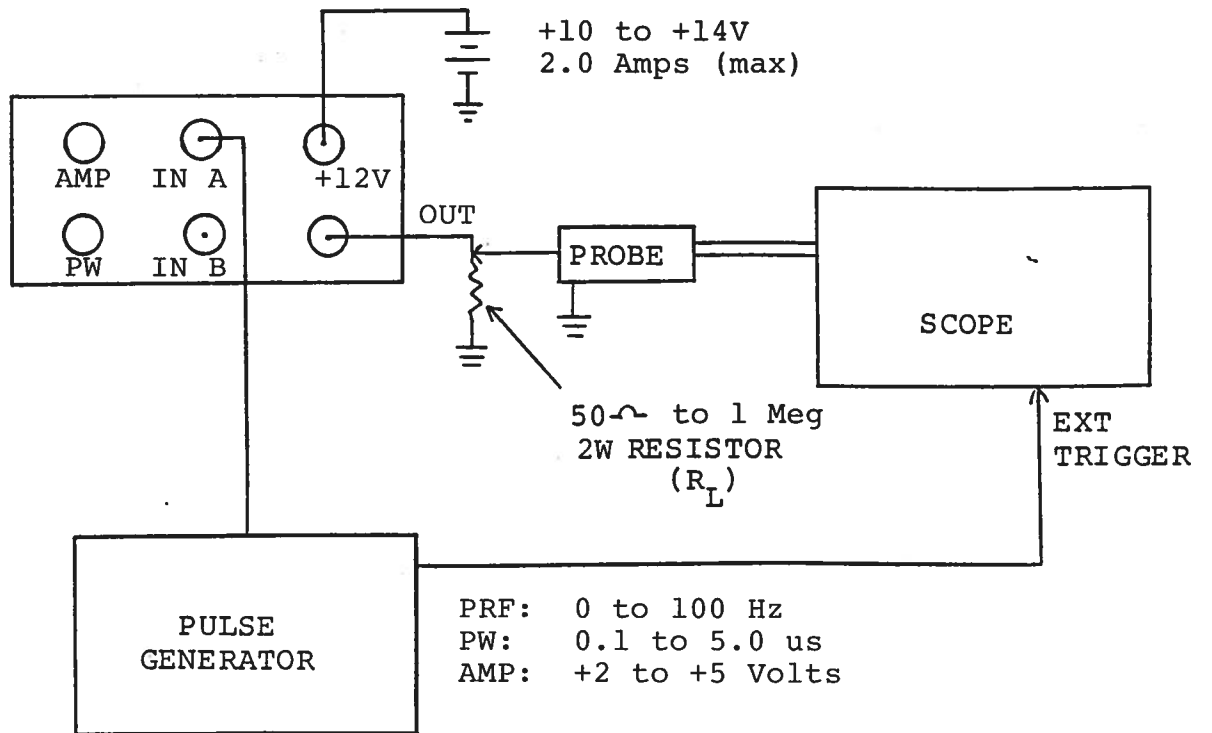 +10 to +14V
2.0 Amps (max)
AMP IN A +12V
OUT
PW IN B
PROBE
SCOPE
50-Ω to 1 Meg
2W RESISTOR
(RL)
EXT
TRIGGER
PULSE
GENERATOR
PRF: 0 to 100 Hz
PW: 0.1 to 5.0 us
AMP: +2 to +5 Volts